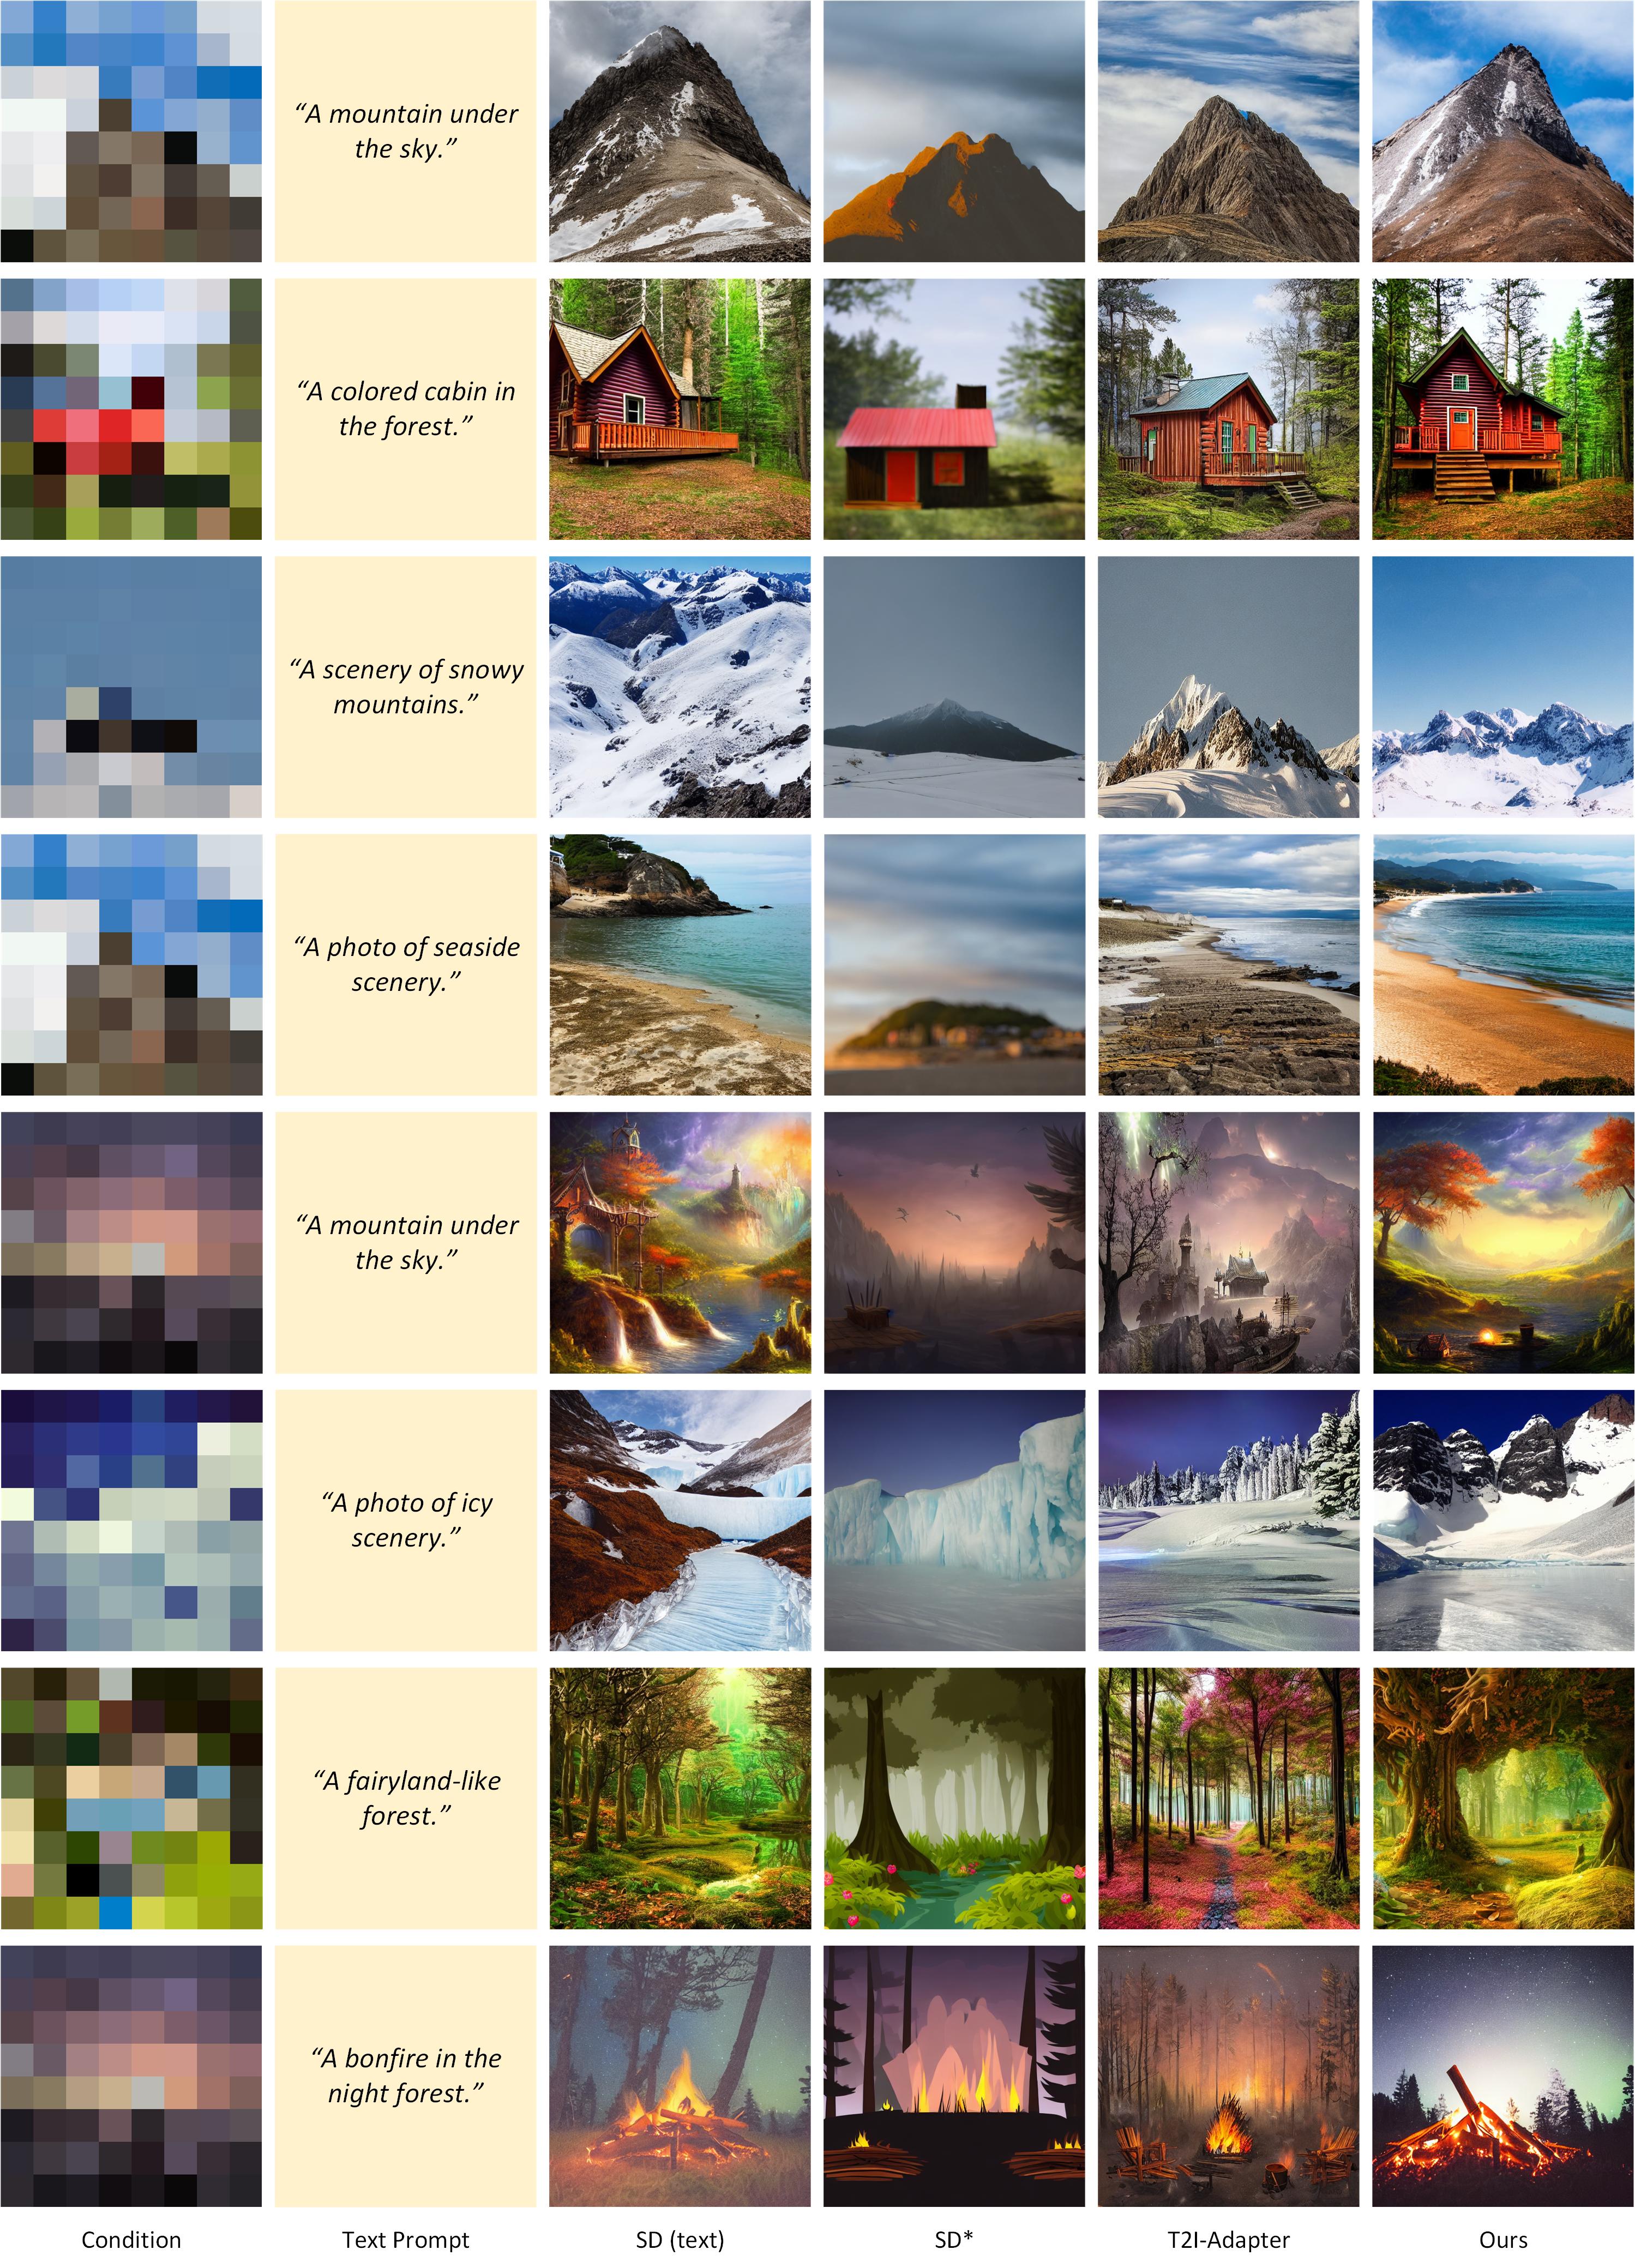 “A mountain under
the sky.”
“A colored cabin in
the forest.”
“A scenery of snowy
mountains.”
“A photo of seaside
scenery.”
“A mountain under
the sky.”
“A photo of icy
scenery.”
“A fairyland-like
forest.”
“A bonfire in the
night forest.”
Condition
Text Prompt
SD (text)
SD*
T2I-Adapter
Ours